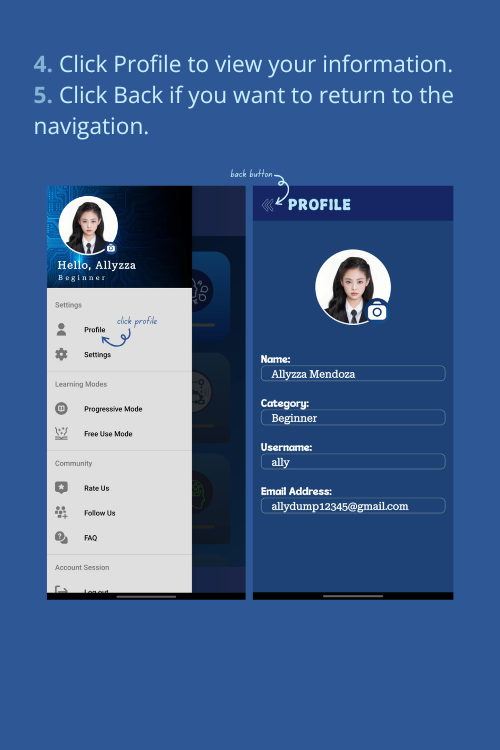 4. Click Profile to view your information.
5. Click Back if you want to return to the
navigation.
back button
Hello, Allyzza
Beginner
Settings
Profile
click profile
Settings
Learning Modes
Progressive Mode
Free Use Mode
Community
Rate Us
Follow Us
FAQ
Account Session
Log out
PROFILE
Name:
Allyzza Mendoza
Category:
Beginner
Username:
ally
Email Address:
allydump12345@gmail.com